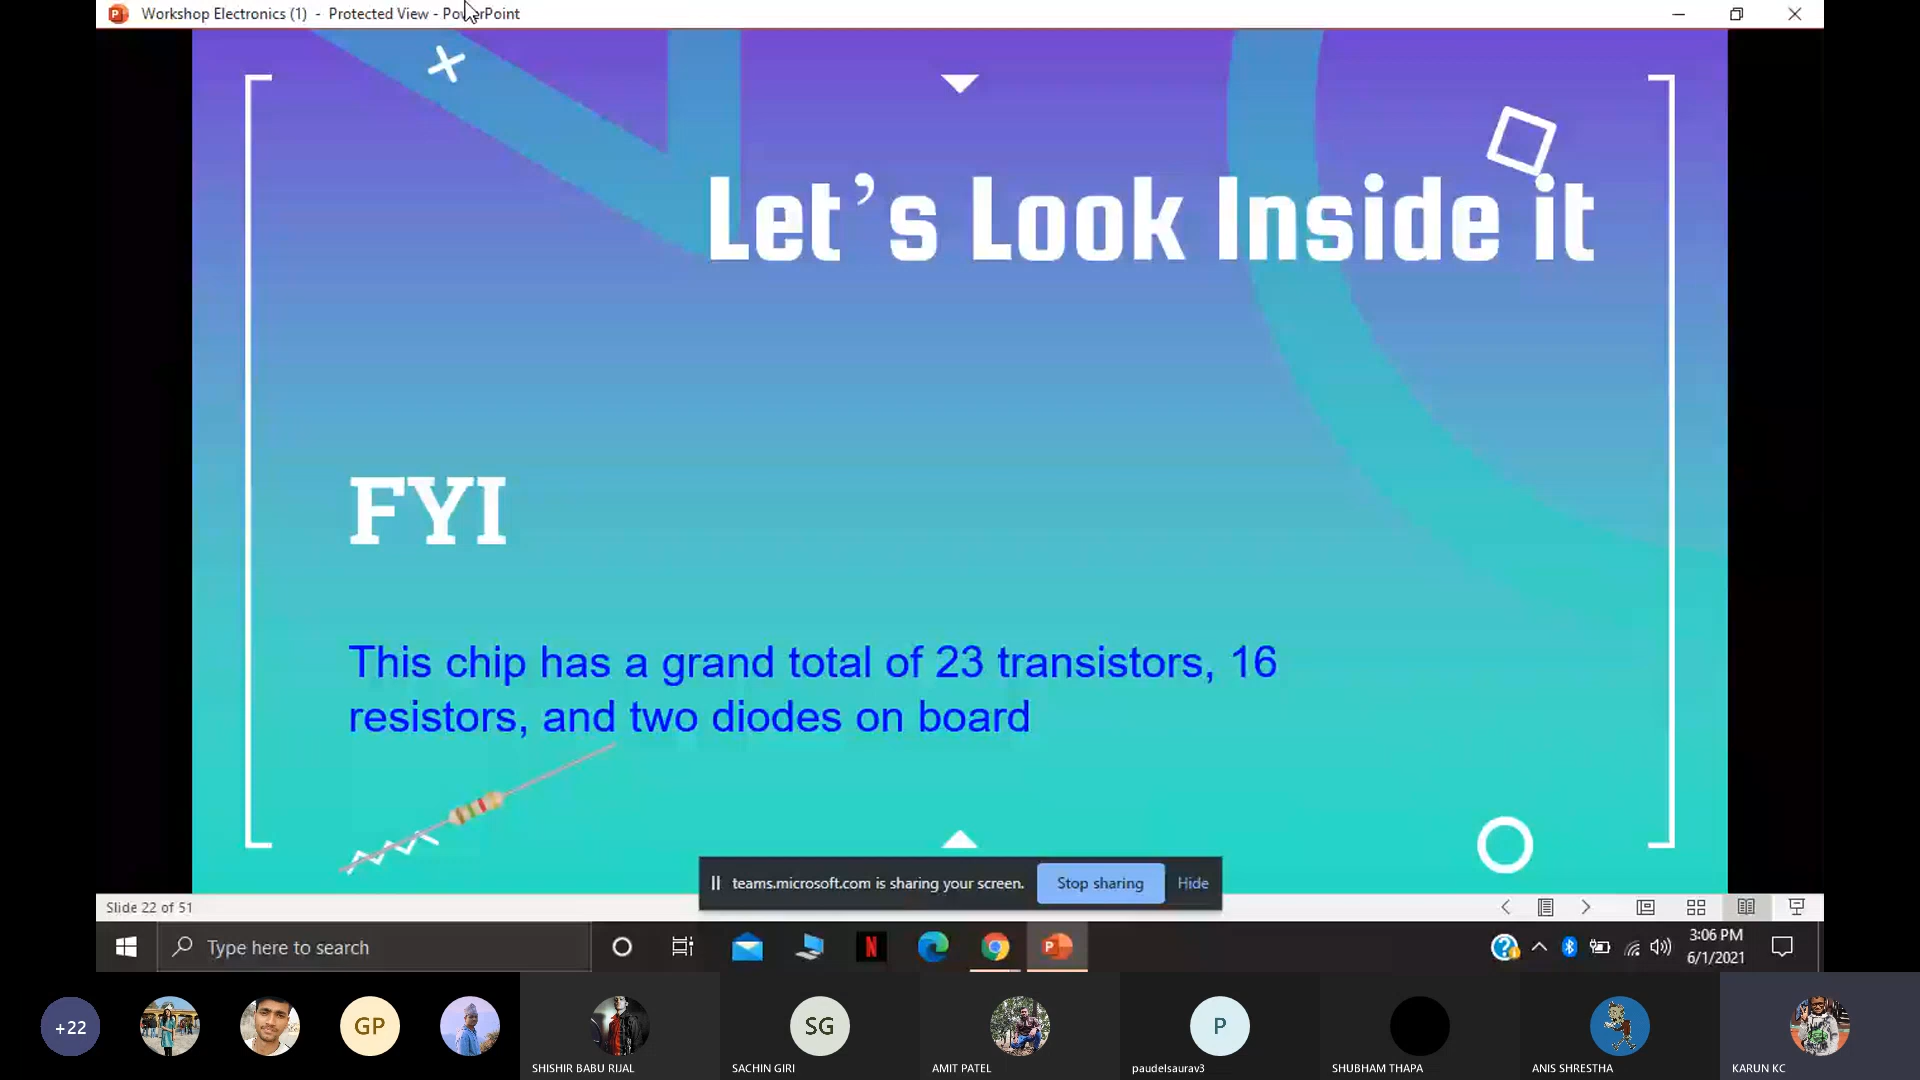 Workshop Electronics (1) - Protected View - PowerPoint
Let's Look Inside it
FYI
This chip has a grand total of 23 transistors, 16
resistors, and two diodes on board
teams.microsoft.com is sharing your screen.
Stop sharing
Hide
Slide 22 of 51
Type here to search
3:06 PM
6/1/2021
+22
GP
SHISHIR BABU RIJAL
SG
SACHIN GIRI
AMIT PATEL
P
paudelsaurav3
SHUBHAM THAPA
ANIS SHRESTHA
KARUN KC